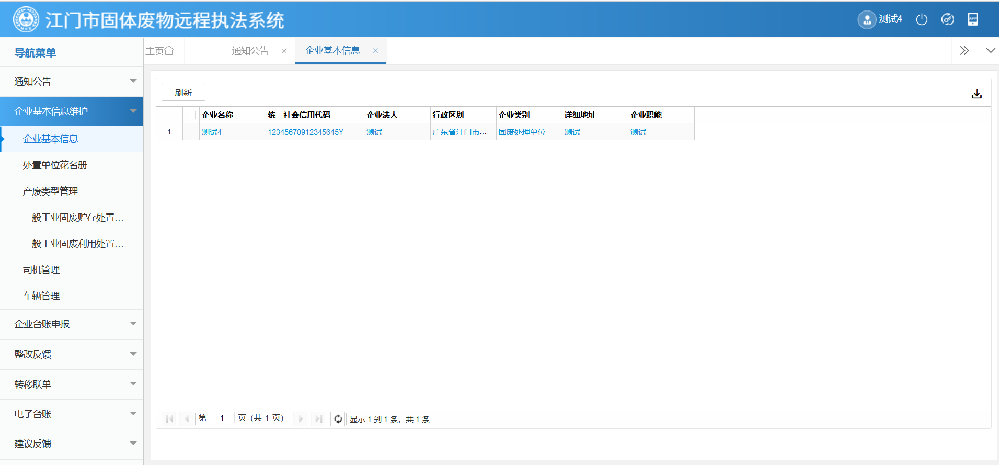 江门市固体废物远程执法系统
测试4
APP
导航菜单
主页
通知公告
企业基本信息
通知公告
企业基本信息维护
企业基本信息
处置单位花名册
产废类型管理
一般工业固废贮存处置…
一般工业固废利用处置…
司机管理
车辆管理
企业台账申报
整改反馈
转移联单
电子台账
建议反馈
刷新
企业名称 统一社会信用代码 企业法人 行政区划 企业类别 详细地址 企业职能
1 测试4 12345678912345645Y 测试 广东省江门市… 固废处理单位 测试 测试
第 1 页 (共 1 页) 显示 1 到 1 条，共 1 条